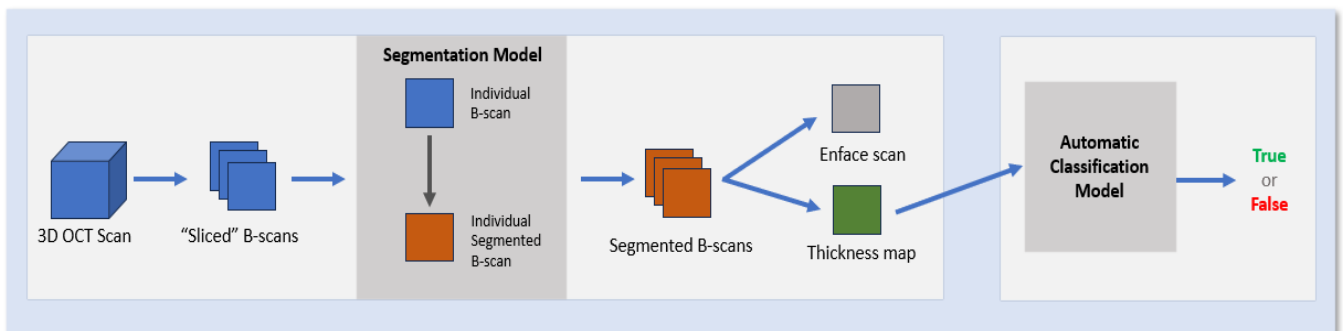 3D OCT Scan
“Sliced” B-scans
Segmentation Model
Individual
B-scan
Individual
Segmented
B-scan
Segmented B-scans
Enface scan
Thickness map
Automatic
Classification
Model
True
or
False